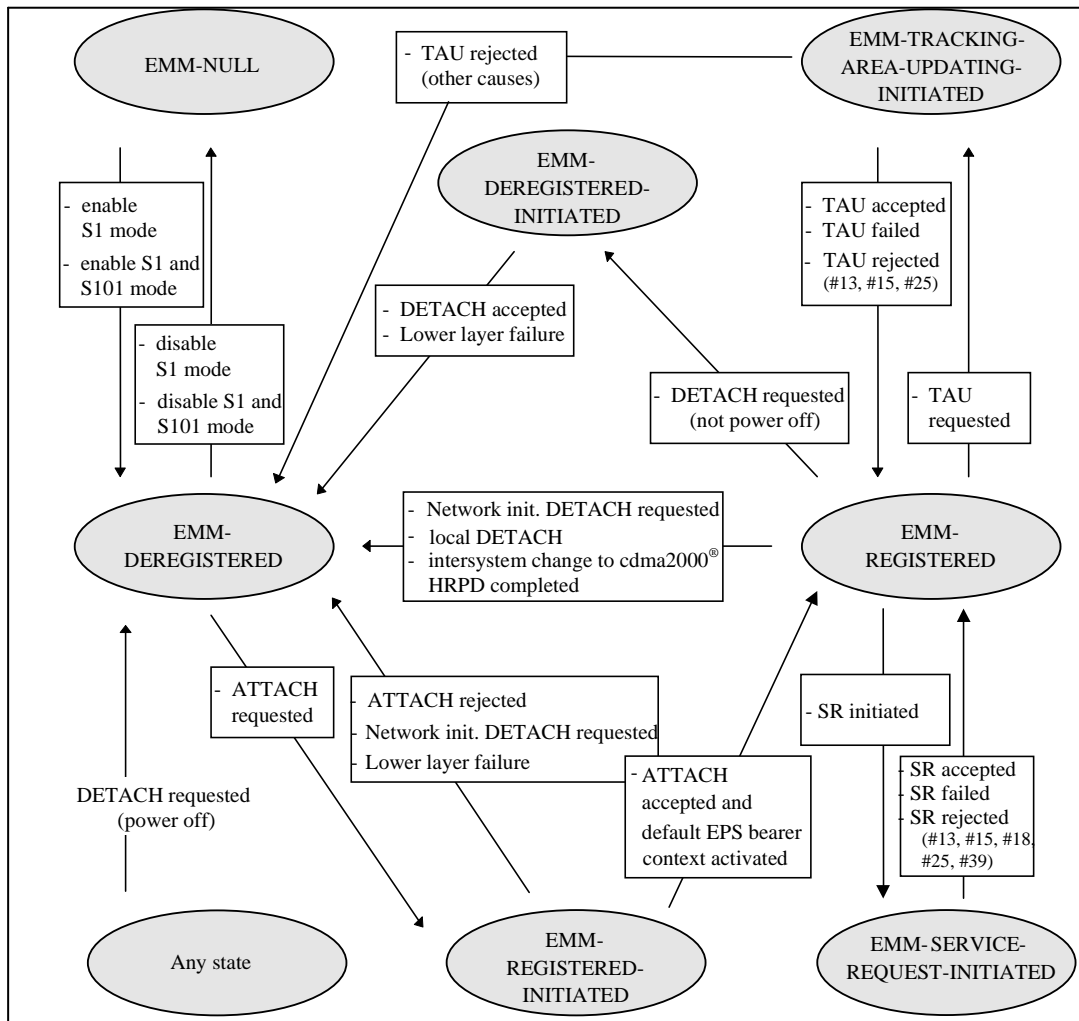 EMM-NULL
- TAU rejected
(other causes)
EMM-TRACKING-
AREA-UPDATING-
INITIATED
EMM-
DEREGISTERED-
INITIATED
- enable
S1 mode
- enable S1 and
S101 mode
- TAU accepted
- TAU failed
- TAU rejected
(#13, #15, #25)
- DETACH accepted
- Lower layer failure
- disable
S1 mode
- disable S1 and
S101 mode
- DETACH requested
(not power off)
- TAU
requested
EMM-
DEREGISTERED
- Network init. DETACH requested
- local DETACH
- intersystem change to cdma2000®
HRPD completed
EMM-
REGISTERED
- ATTACH
requested
- ATTACH rejected
- Network init. DETACH requested
- Lower layer failure
- SR initiated
DETACH requested
(power off)
- ATTACH
accepted and
default EPS bearer
context activated
- SR accepted
- SR failed
- SR rejected
(#13, #15, #18,
#25, #39)
Any state
EMM-
REGISTERED-
INITIATED
EMM-SERVICE-
REQUEST-INITIATED